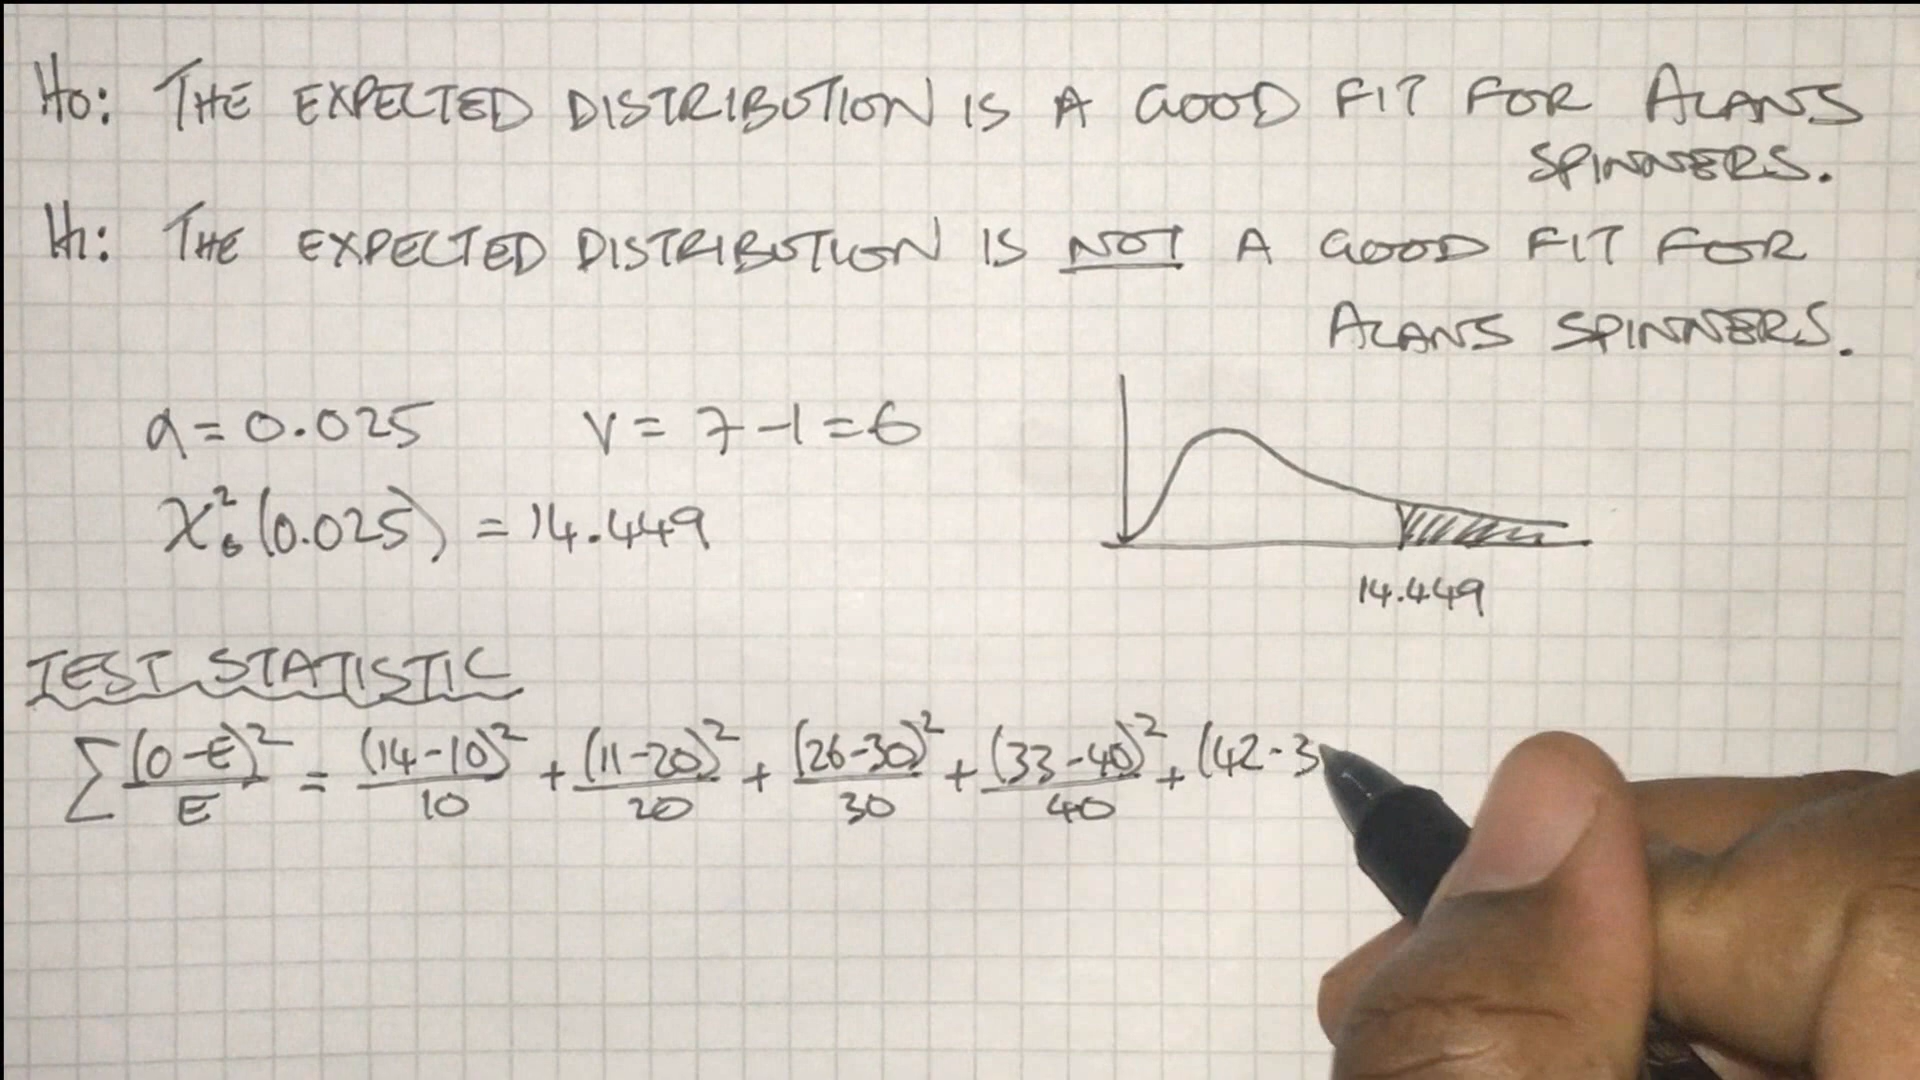 H0: THE EXPECTED DISTRIBUTION IS A GOOD FIT FOR ALANS
SPINNERS.
H1: THE EXPECTED DISTRIBUTION IS NOT A GOOD FIT FOR
ALANS SPINNERS.
α = 0.025 v = 7 - 1 = 6
χ²₆(0.025) = 14.449
14.449
TEST STATISTIC
∑ (O-E)²/E = (14-10)²/10 + (11-20)²/20 + (26-30)²/30 + (33-40)²/40 + (42-3